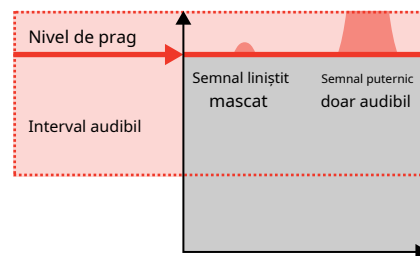 Nivel de prag
Semnal liniștit
mascat
Semnal puternic
doar audibil
Interval audibil